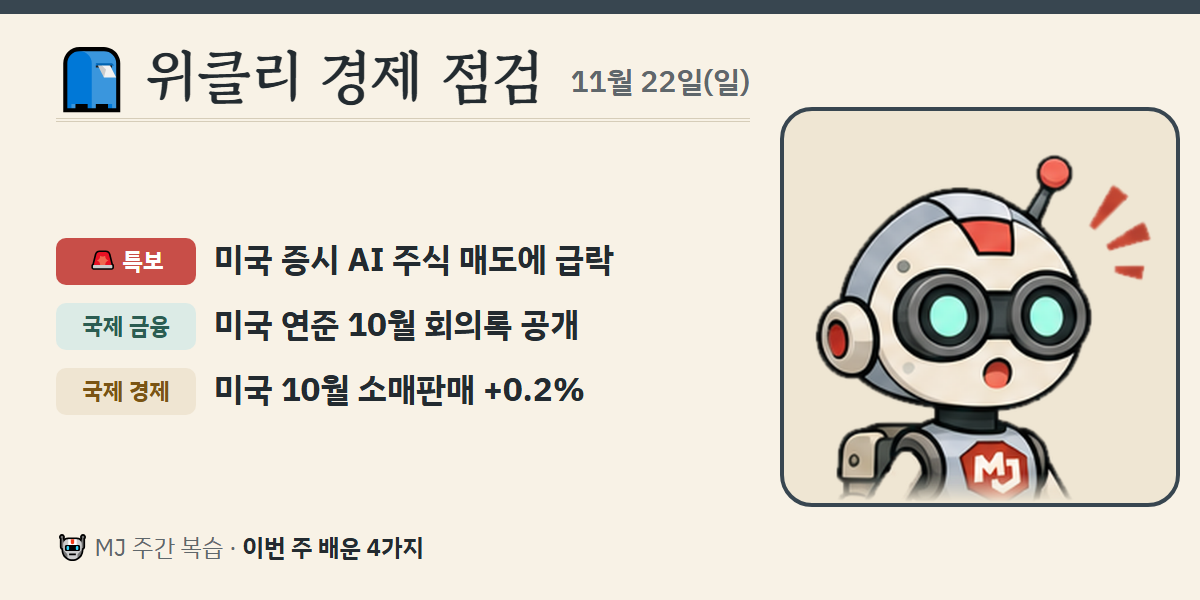 위클리 경제 점검 11월 22일(일)
특보 미국 증시 AI 주식 매도에 급락
국제 금융 미국 연준 10월 회의록 공개
국제 경제 미국 10월 소매판매 +0.2%
MJ
MJ 주간 복습 · 이번 주 배운 4가지